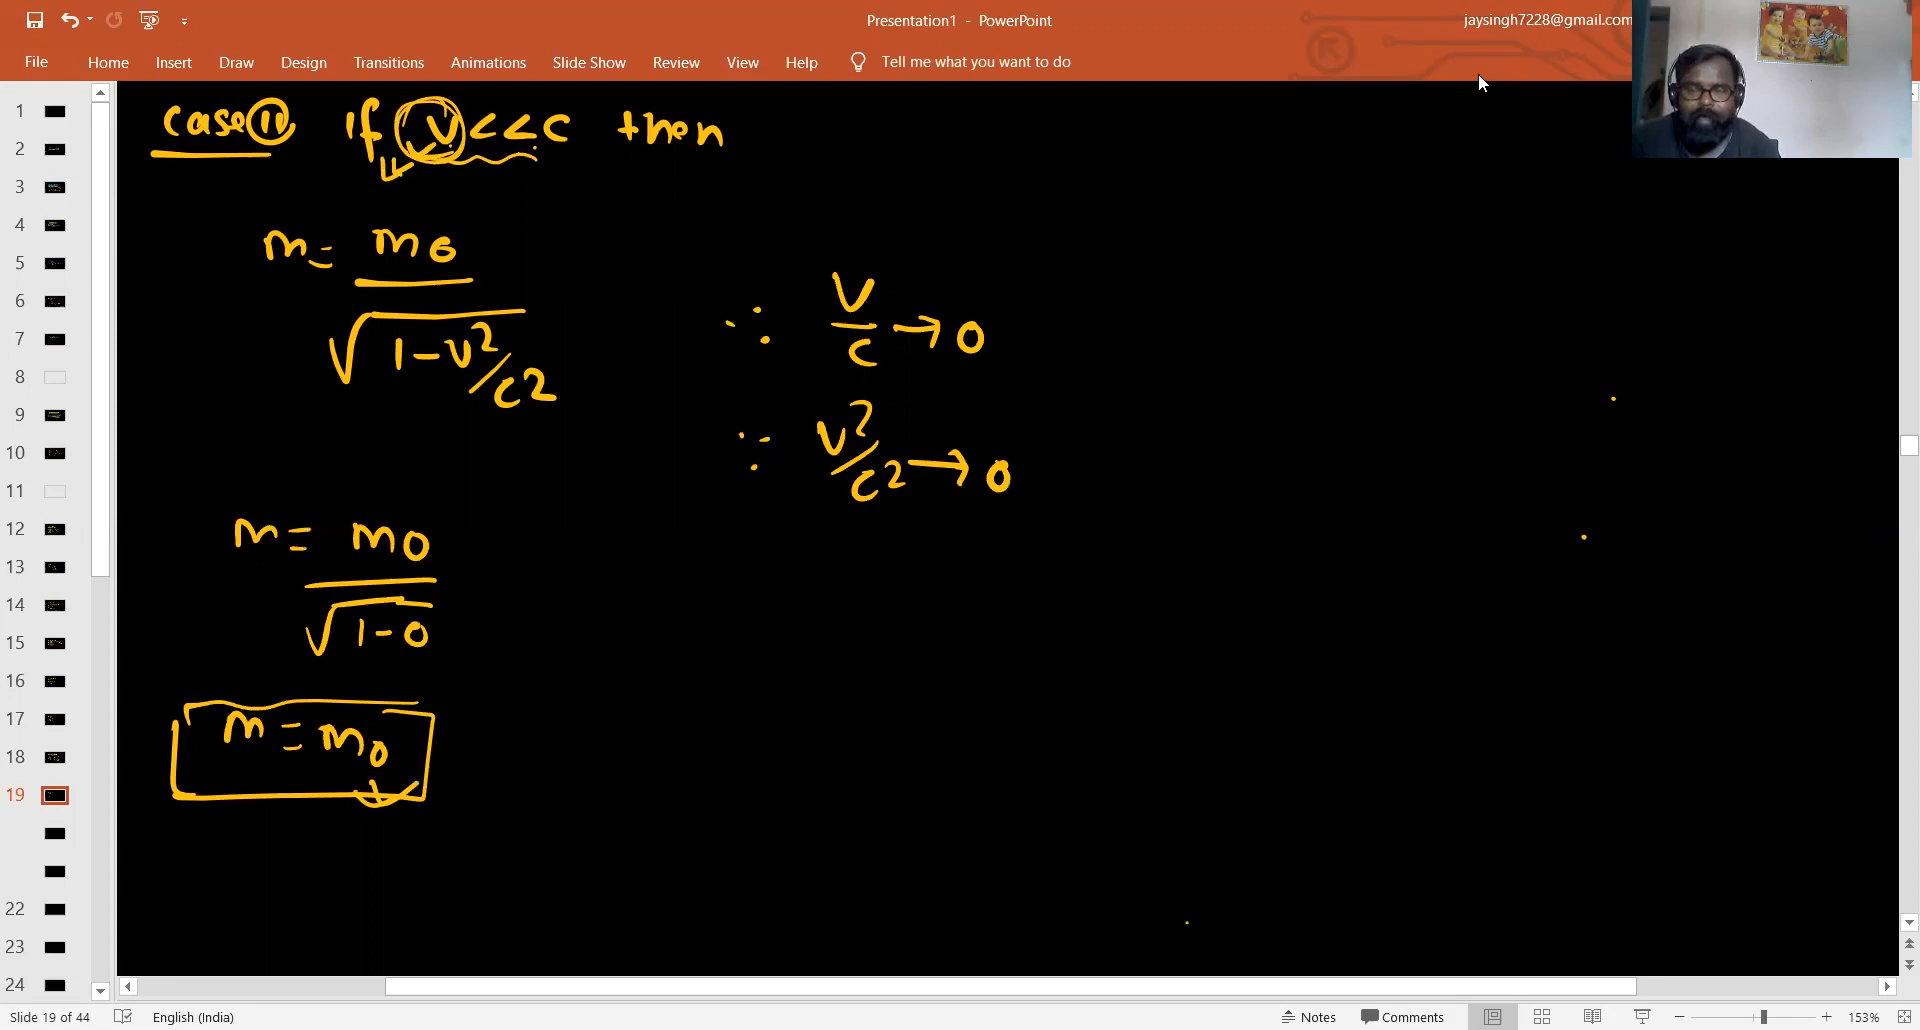 Presentation1 - PowerPoint
jaysingh7228@gmail.com
File Home Insert Draw Design Transitions Animations Slide Show Review View Help Tell me what you want to do
case (11) if v << c then
m = m0
√1 - v2/c2
∴ v/c → 0
∵ v2/c2 → 0
m = m0
√1 - 0
m = m0
1
2
3
4
5
6
7
8
9
10
11
12
13
14
15
16
17
18
19
22
23
24
Slide 19 of 44 English (India) Notes Comments 153%